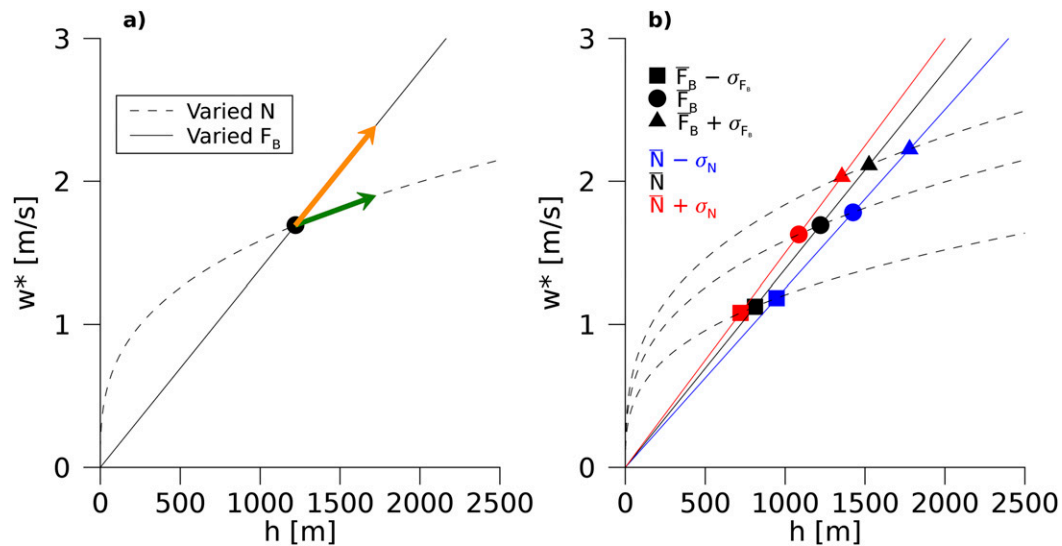 a)
3
2
1
0
w* [m/s]
Varied N
Varied F_B
0 500 1000 1500 2000 2500
h [m]
b)
3
2
1
0
w* [m/s]
F̅_B − σ_F_B
F̅_B
F̅_B + σ_F_B
N̅ − σ_N
N̅
N̅ + σ_N
0 500 1000 1500 2000 2500
h [m]